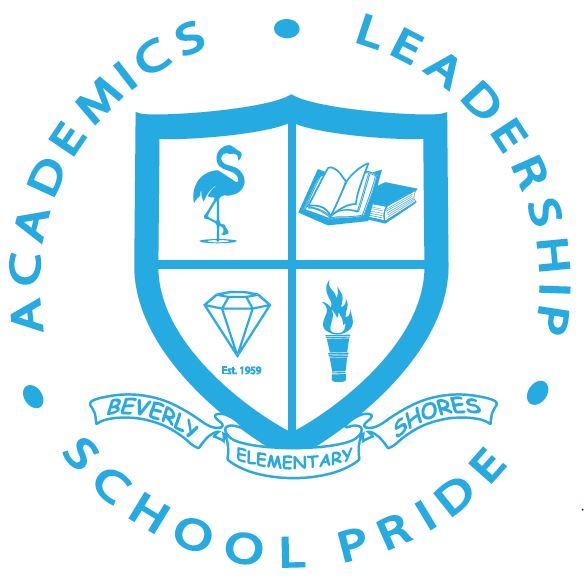 ACADEMICS • LEADERSHIP •
SCHOOL PRIDE •
Est. 1959
BEVERLY
ELEMENTARY
SHORES